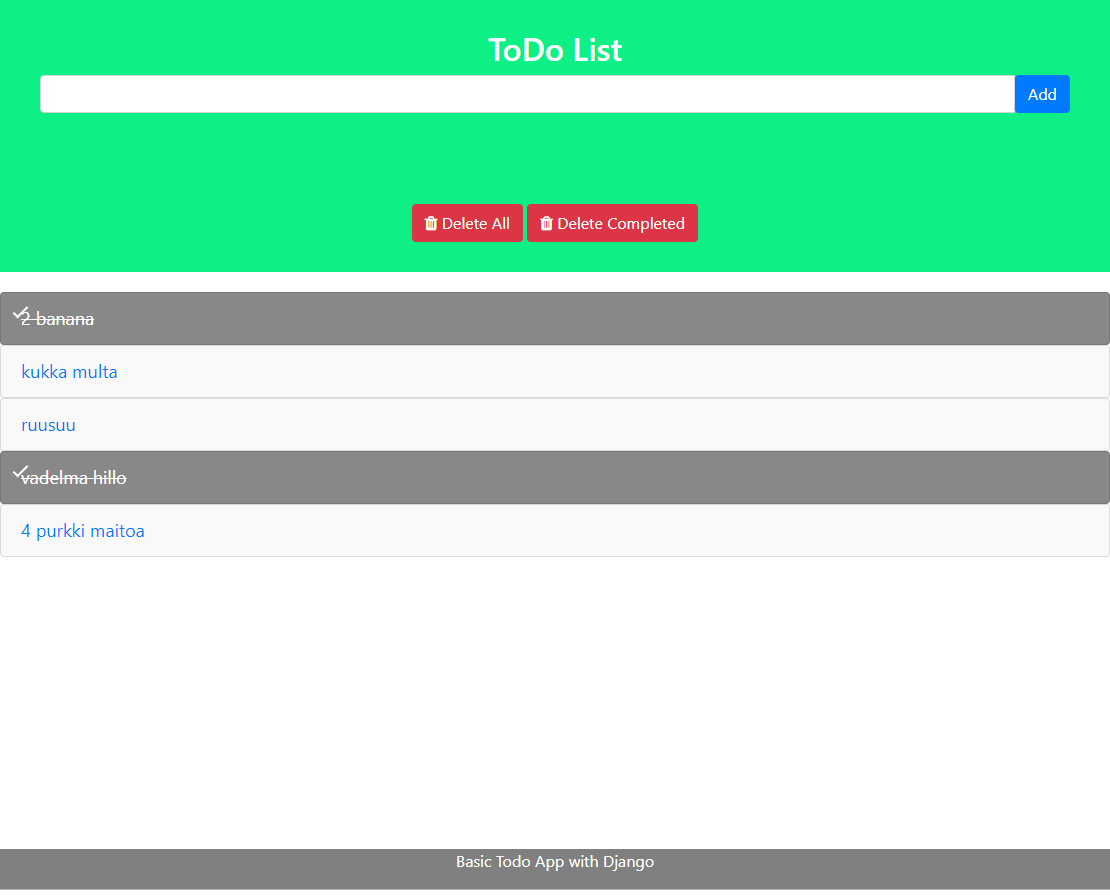 ToDo List
Add
Delete All
Delete Completed
2 banana
kukka multa
ruusuu
vadelma hillo
4 purkki maitoa
Basic Todo App with Django